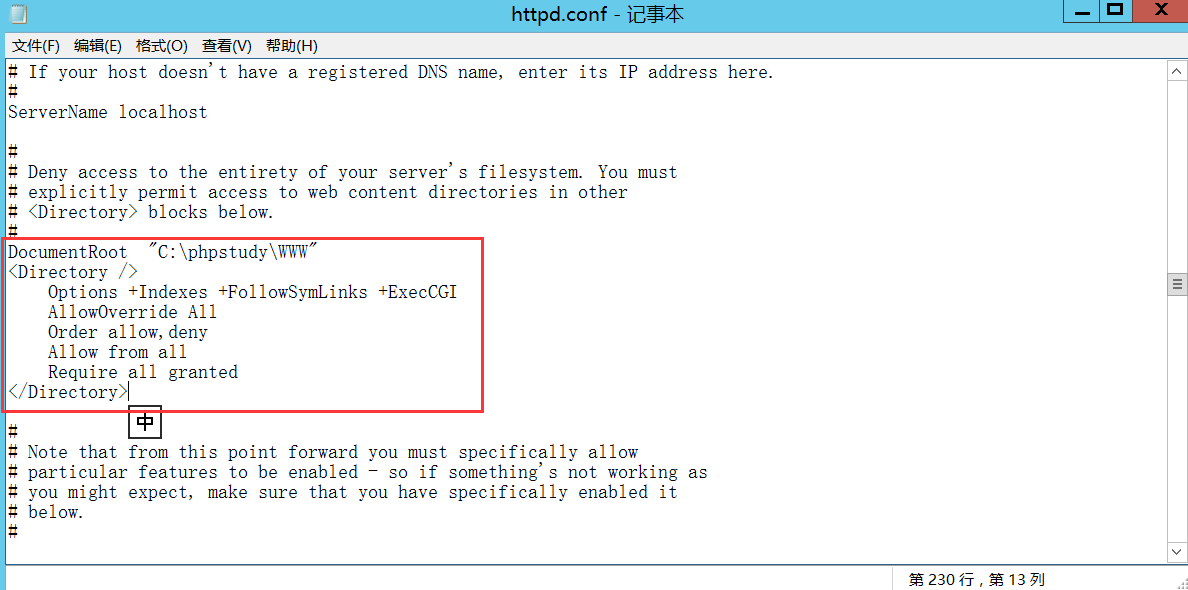 httpd.conf - 记事本
文件(F) 编辑(E) 格式(O) 查看(V) 帮助(H)
# If your host doesn't have a registered DNS name, enter its IP address here.
#
ServerName localhost
#
# Deny access to the entirety of your server's filesystem. You must
# explicitly permit access to web content directories in other
# <Directory> blocks below.
#
DocumentRoot  "C:\phpstudy\WWW"
<Directory />
    Options +Indexes +FollowSymLinks +ExecCGI
    AllowOverride All
    Order allow,deny
    Allow from all
    Require all granted
</Directory>
中
#
# Note that from this point forward you must specifically allow
# particular features to be enabled - so if something's not working as
# you might expect, make sure that you have specifically enabled it
# below.
#
第 230 行，第 13 列